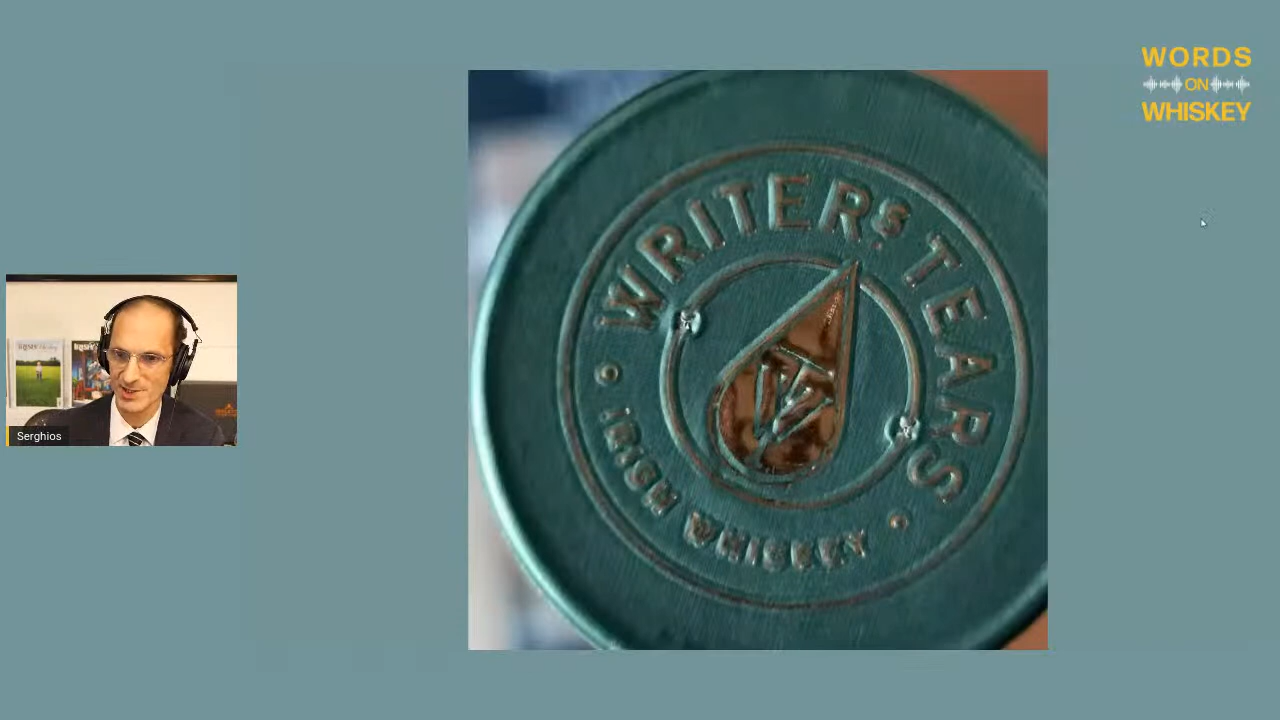 WORDS
ON
WHISKEY
WRITERS TEARS
IRISH WHISKEY
Serghios